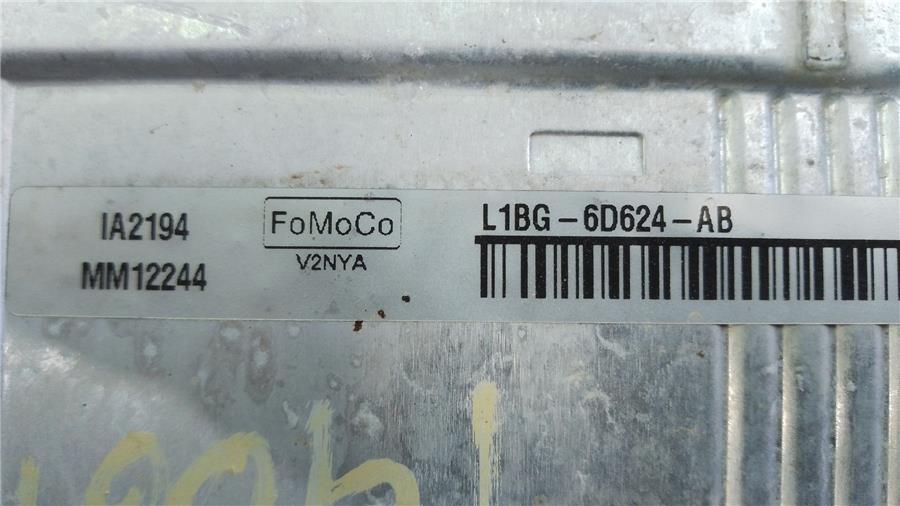 IA2194
MM12244
FoMoCo
V2NYA
L1BG-6D624-AB